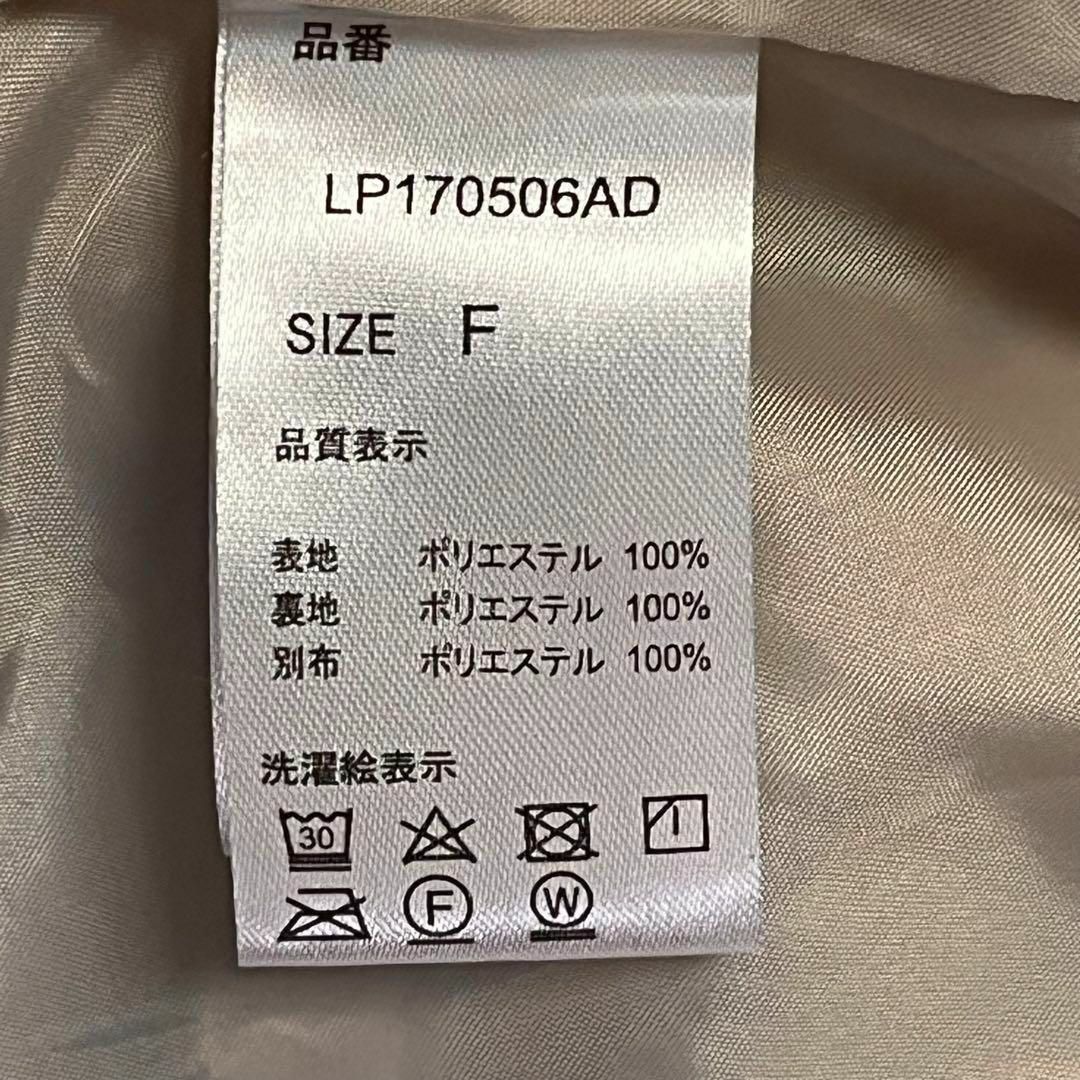 品番
LP170506AD
SIZE F
品質表示
表地 ポリエステル 100%
裏地 ポリエステル 100%
別布 ポリエステル 100%
洗濯絵表示
30
F W